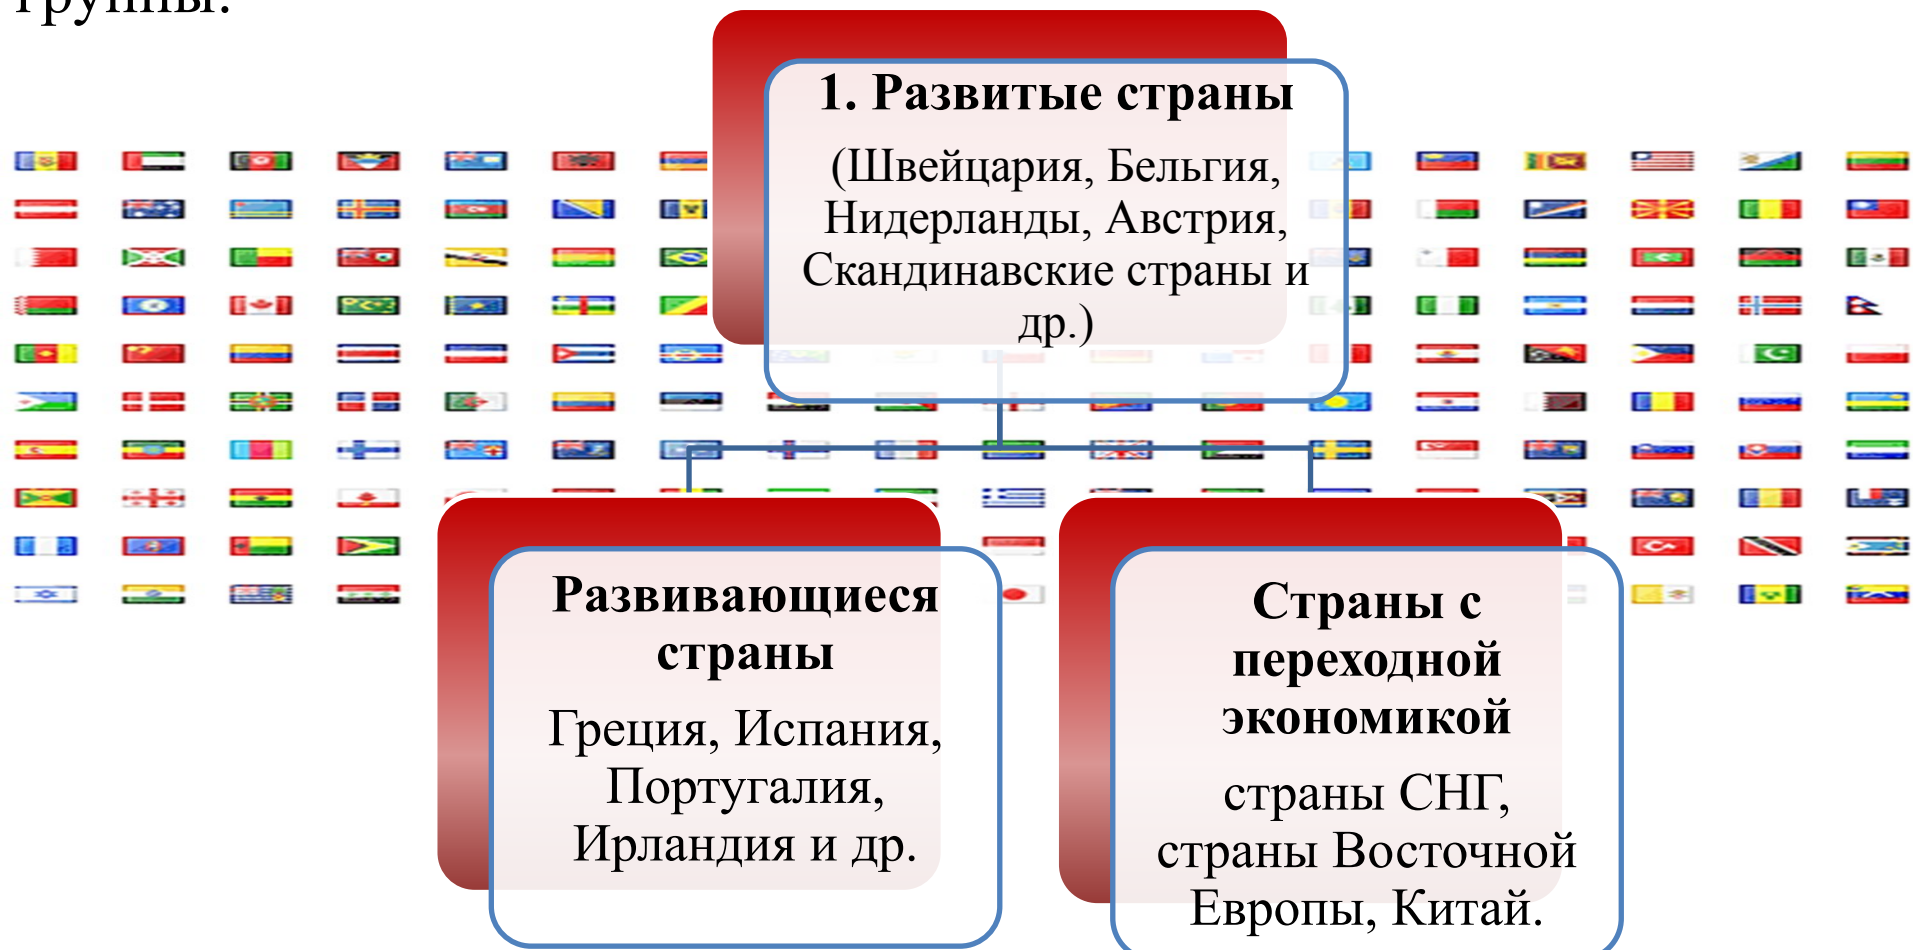 группы:
1. Развитые страны
(Швейцария, Бельгия,
Нидерланды, Австрия,
Скандинавские страны и
др.)
Развивающиеся
страны
Греция, Испания,
Португалия,
Ирландия и др.
Страны с
переходной
экономикой
страны СНГ,
страны Восточной
Европы, Китай.